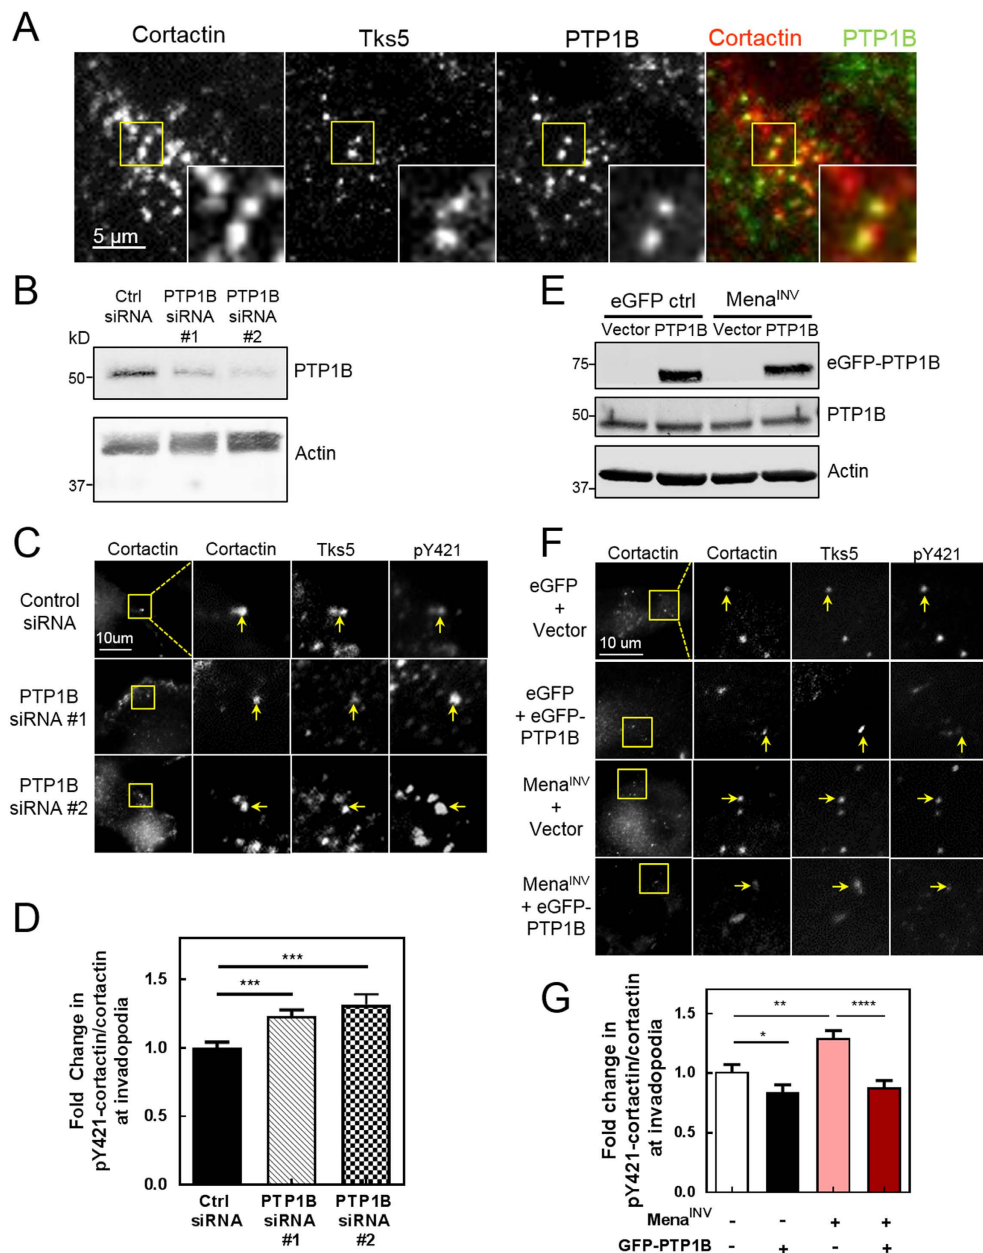 A
Cortactin Tks5 PTP1B Cortactin PTP1B
5 µm
B
Ctrl siRNA PTP1B siRNA #1 PTP1B siRNA #2
kD
50
PTP1B
Actin
37
C
Cortactin Cortactin Tks5 pY421
Control siRNA
10um
PTP1B siRNA #1
PTP1B siRNA #2
D
Fold Change in
pY421-cortactin/cortactin
at invadopodia
1.5
1.0
0.5
0.0
***
***
Ctrl siRNA PTP1B siRNA #1 PTP1B siRNA #2
E
eGFP ctrl Mena^INV
Vector PTP1B Vector PTP1B
75
eGFP-PTP1B
50
PTP1B
Actin
37
F
Cortactin Cortactin Tks5 pY421
eGFP + Vector
10 um
eGFP + eGFP-PTP1B
Mena^INV + Vector
Mena^INV + eGFP-PTP1B
G
Fold change in
pY421-cortactin/cortactin
at invadopodia
1.5
1.0
0.5
0.0
** ****
*
Mena^INV - - + +
GFP-PTP1B - + - +